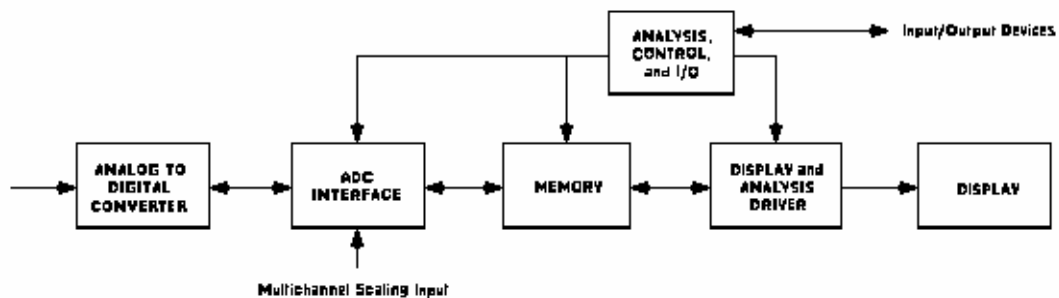 ANALYSIS,
CONTROL,
and I/O
Input/Output Devices
ANALOG TO
DIGITAL
CONVERTER
ADC
INTERFACE
MEMORY
DISPLAY and
ANALYSIS
DRIVER
DISPLAY
Multichannel Scaling Input